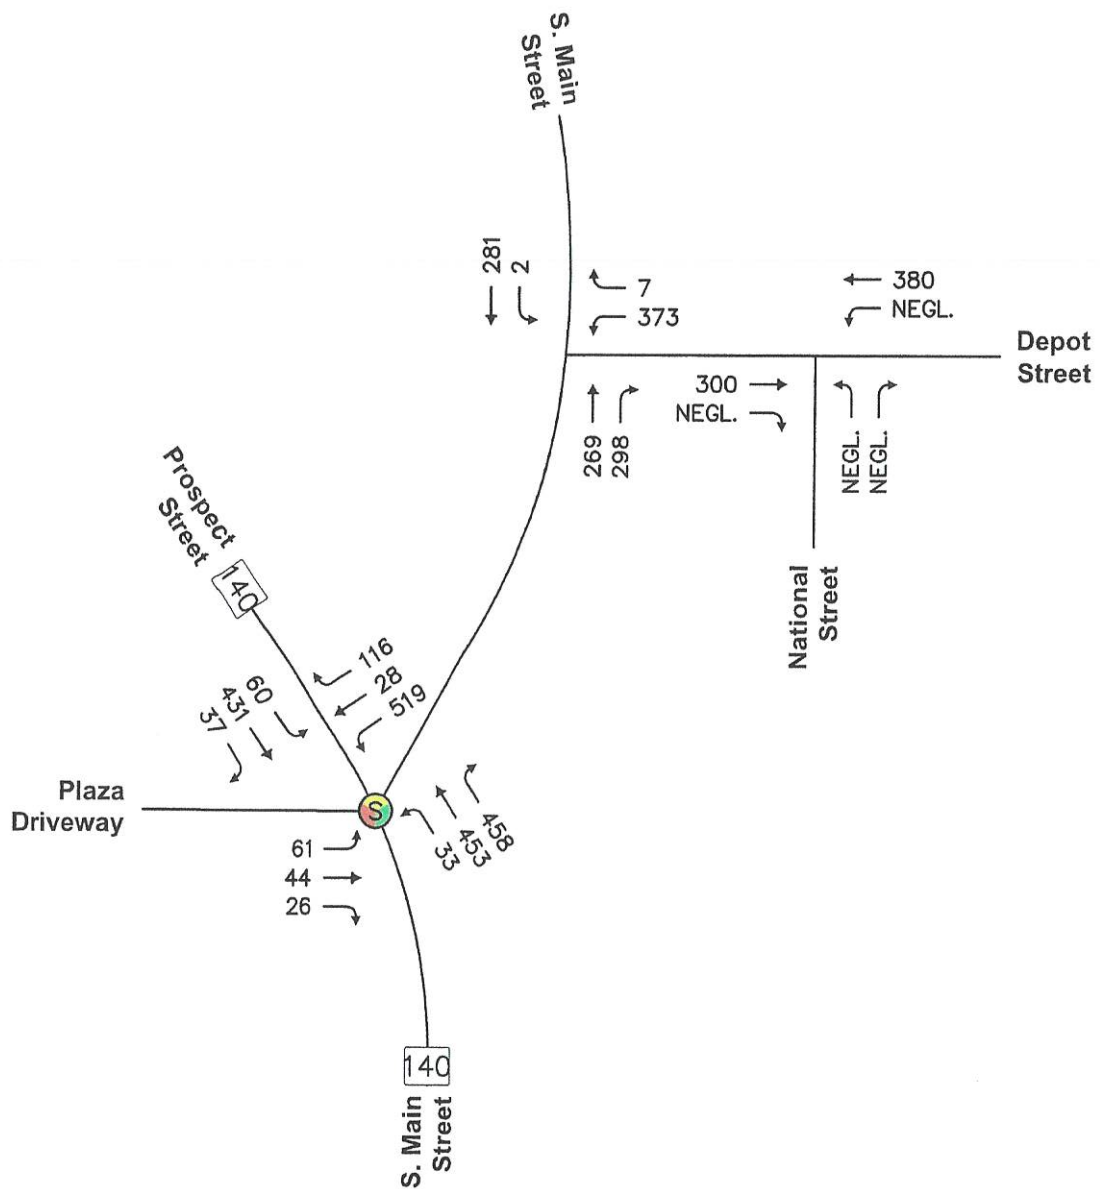 S. Main
Street
281
2
7
373
380
NEGL.
Depot
Street
300
NEGL.
269
298
NEGL.
NEGL.
National
Street
Prospect
Street
140
116
28
519
60
431
37
Plaza
Driveway
S
61
44
26
33
453
458
140
S. Main
Street